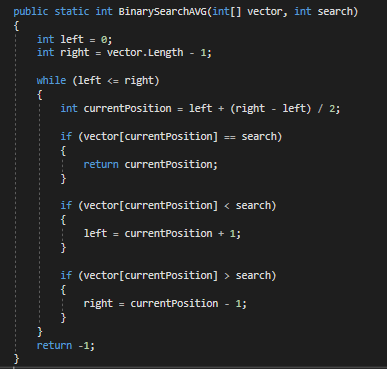 public static int BinarySearchAVG(int[] vector, int search)
{
    int left = 0;
    int right = vector.Length - 1;

    while (left <= right)
    {
        int currentPosition = left + (right - left) / 2;

        if (vector[currentPosition] == search)
        {
            return currentPosition;
        }

        if (vector[currentPosition] < search)
        {
            left = currentPosition + 1;
        }

        if (vector[currentPosition] > search)
        {
            right = currentPosition - 1;
        }
    }
    return -1;
}